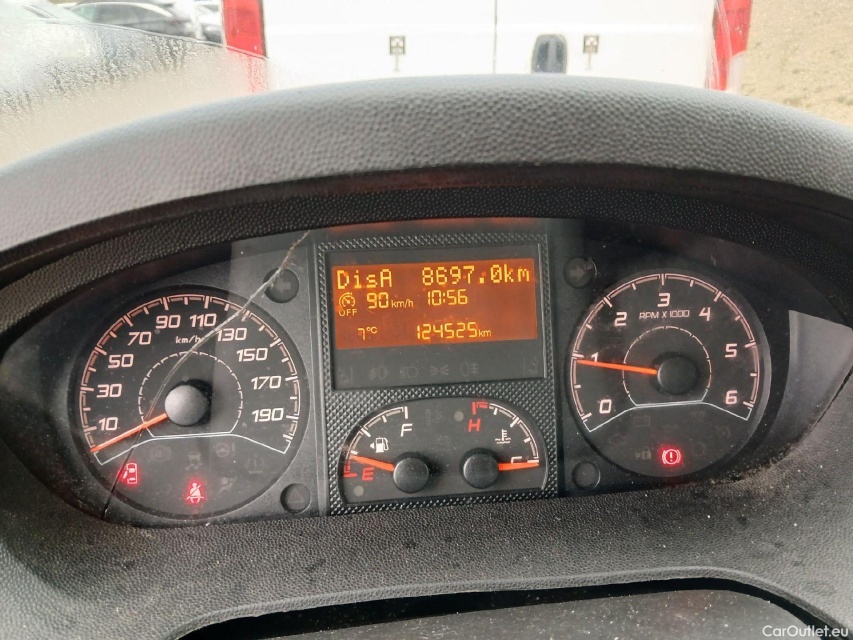 DisA 8697.0km
OFF 90km/h 10:56
7°C 124525km
10 30 50 70 90 110 130 150 170 190
km/h
0 1 2 3 4 5 6
RPM X 1000
F
E
H
C
CarOutlet.eu